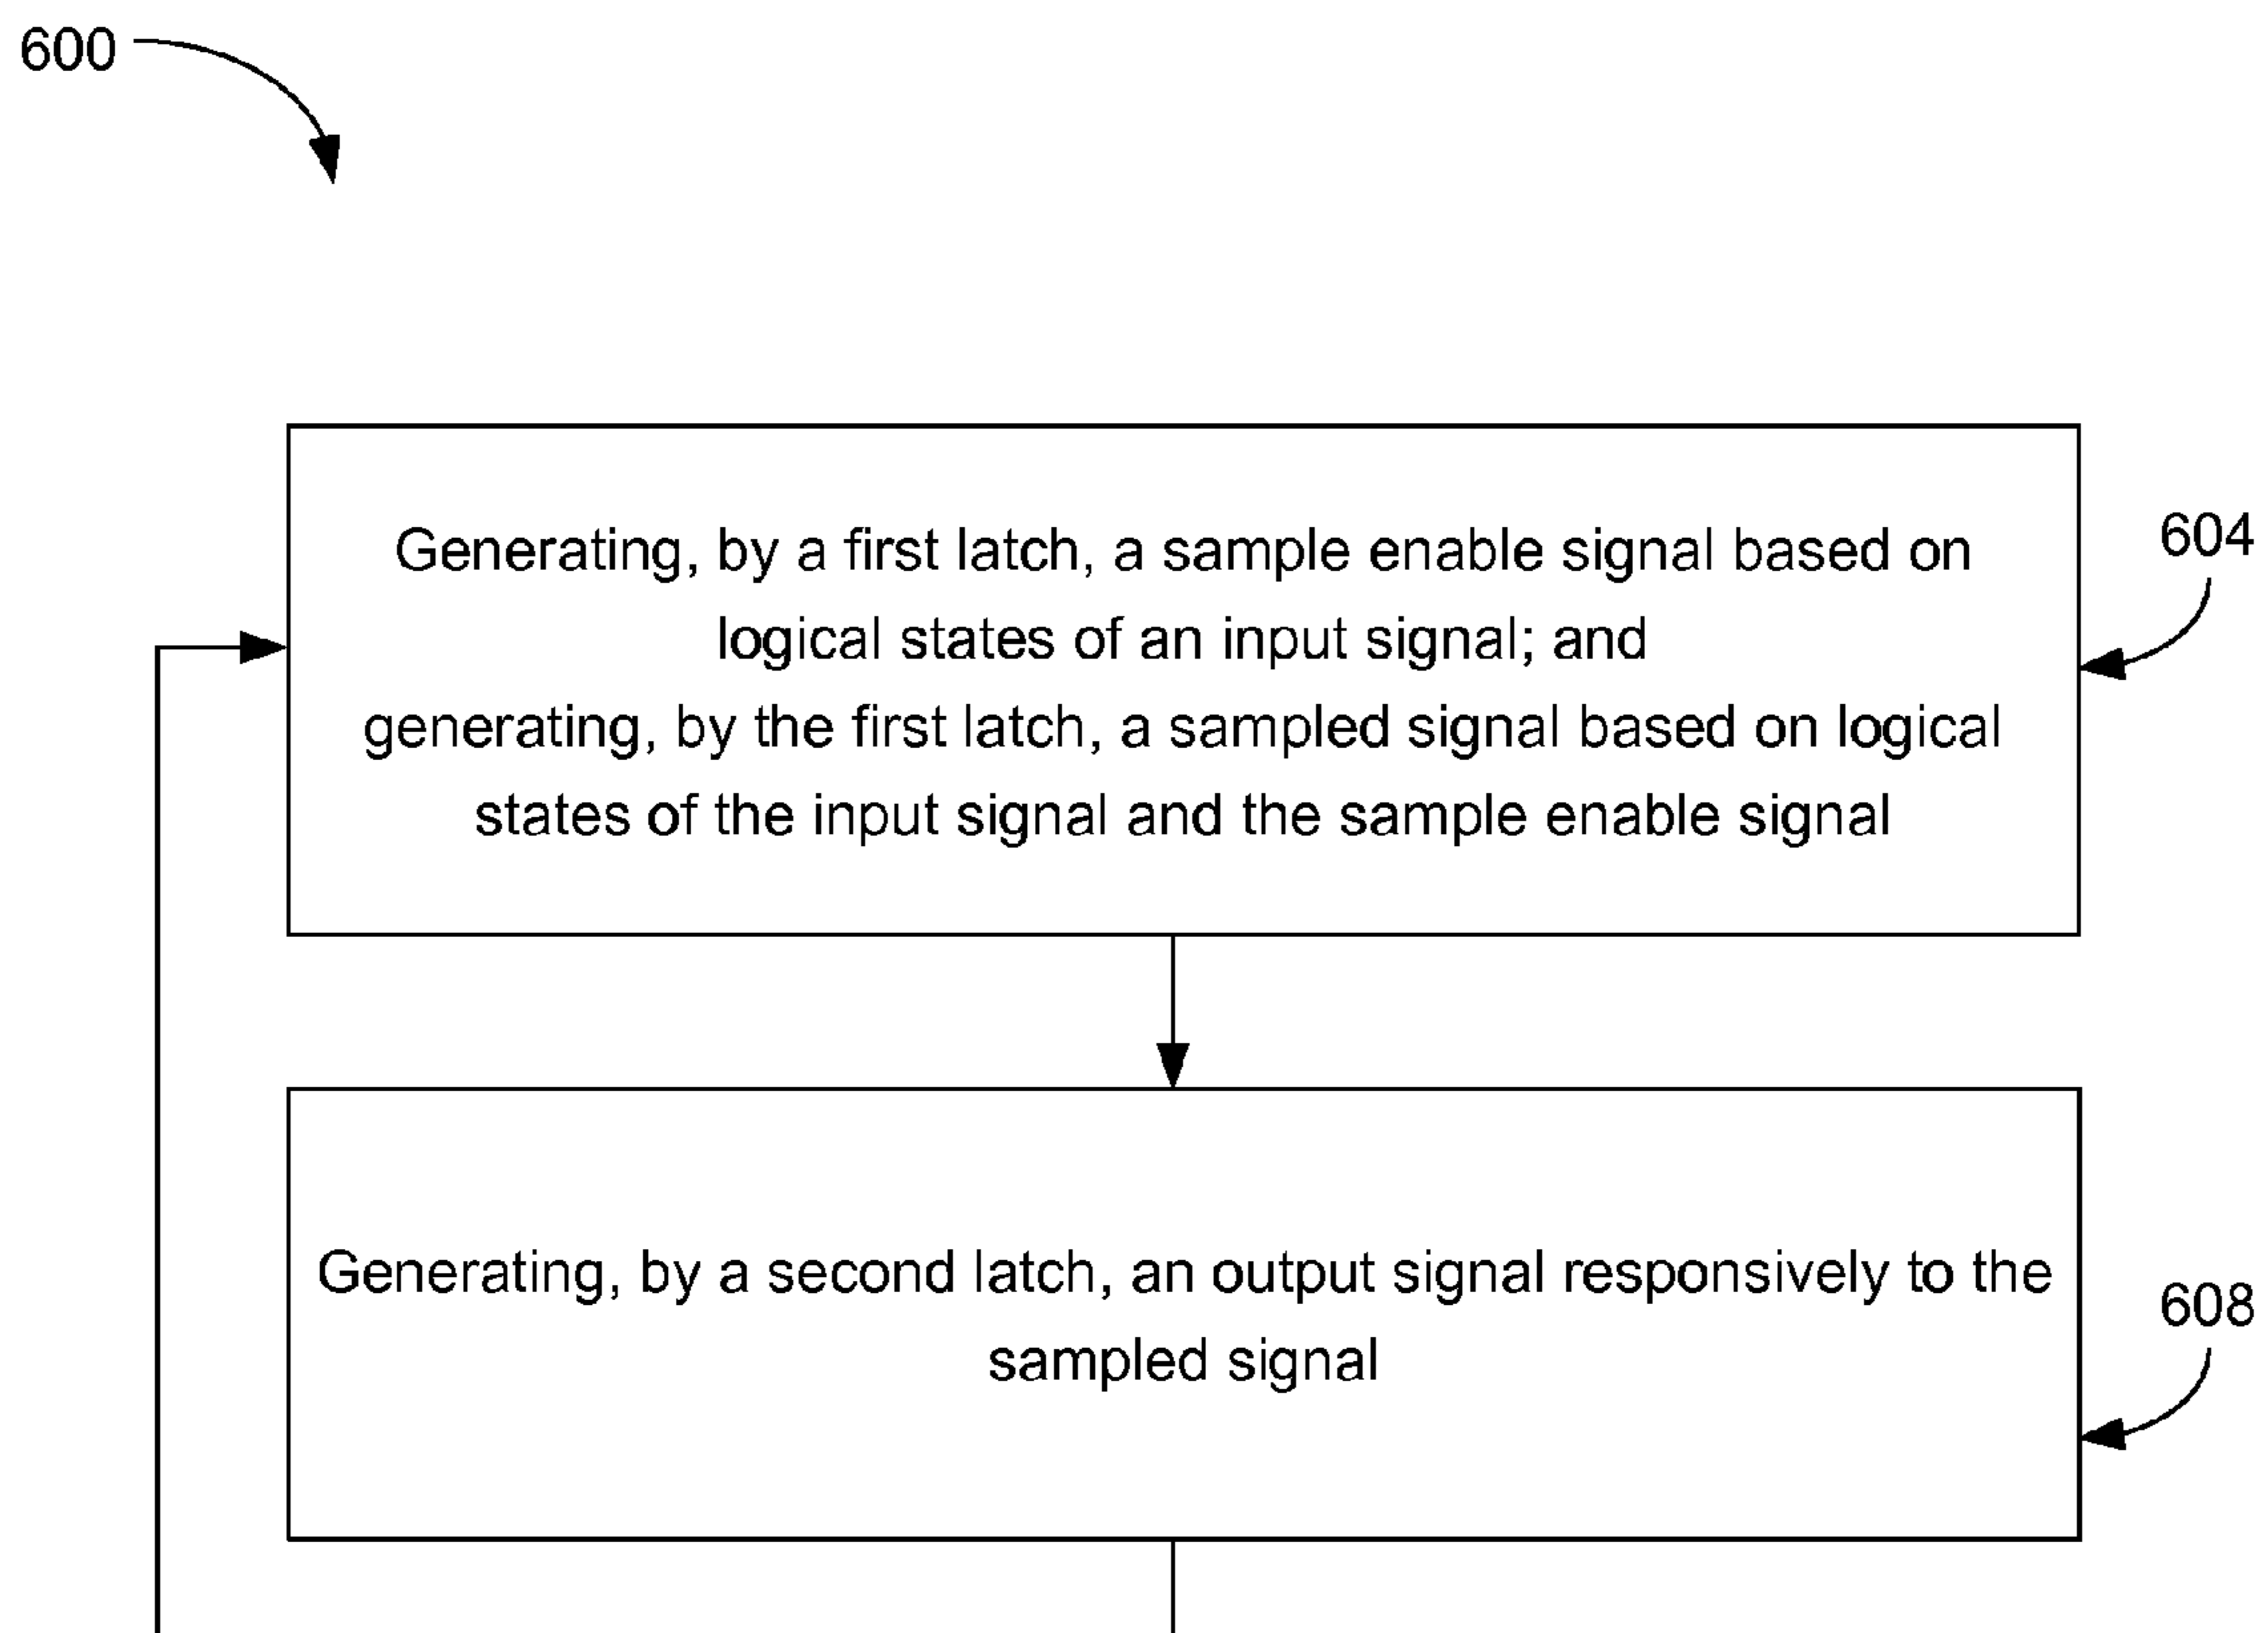 600
Generating, by a first latch, a sample enable signal based on
logical states of an input signal; and
generating, by the first latch, a sampled signal based on logical
states of the input signal and the sample enable signal
604
Generating, by a second latch, an output signal responsively to the
sampled signal
608